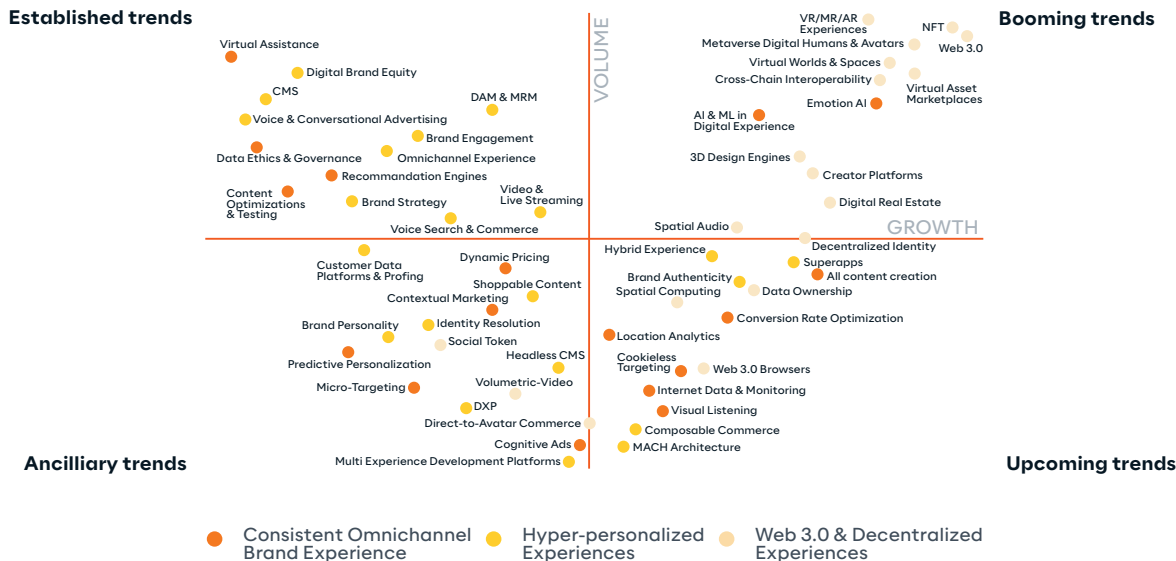 Established trends
Booming trends
VOLUME
GROWTH
Virtual Assistance
Digital Brand Equity
CMS
Voice & Conversational Advertising
DAM & MRM
Brand Engagement
Data Ethics & Governance
Omnichannel Experience
Recommandation Engines
Content
Optimizations
& Testing
Brand Strategy
Video &
Live Streaming
Voice Search & Commerce
VR/MR/AR
Experiences
NFT
Web 3.0
Metaverse Digital Humans & Avatars
Virtual Worlds & Spaces
Cross-Chain Interoperability
Virtual Asset
Marketplaces
Emotion AI
AI & ML in
Digital Experience
3D Design Engines
Creator Platforms
Digital Real Estate
Spatial Audio
Decentralized Identity
Customer Data
Platforms & Profing
Dynamic Pricing
Shoppable Content
Contextual Marketing
Identity Resolution
Brand Personality
Social Token
Predictive Personalization
Headless CMS
Micro-Targeting
Volumetric-Video
DXP
Direct-to-Avatar Commerce
Cognitive Ads
Multi Experience Development Platforms
Hybrid Experience
Superapps
All content creation
Brand Authenticity
Data Ownership
Spatial Computing
Conversion Rate Optimization
Location Analytics
Cookieless
Targeting
Web 3.0 Browsers
Internet Data & Monitoring
Visual Listening
Composable Commerce
MACH Architecture
Ancilliary trends
Upcoming trends
Consistent Omnichannel
Brand Experience
Hyper-personalized
Experiences
Web 3.0 & Decentralized
Experiences